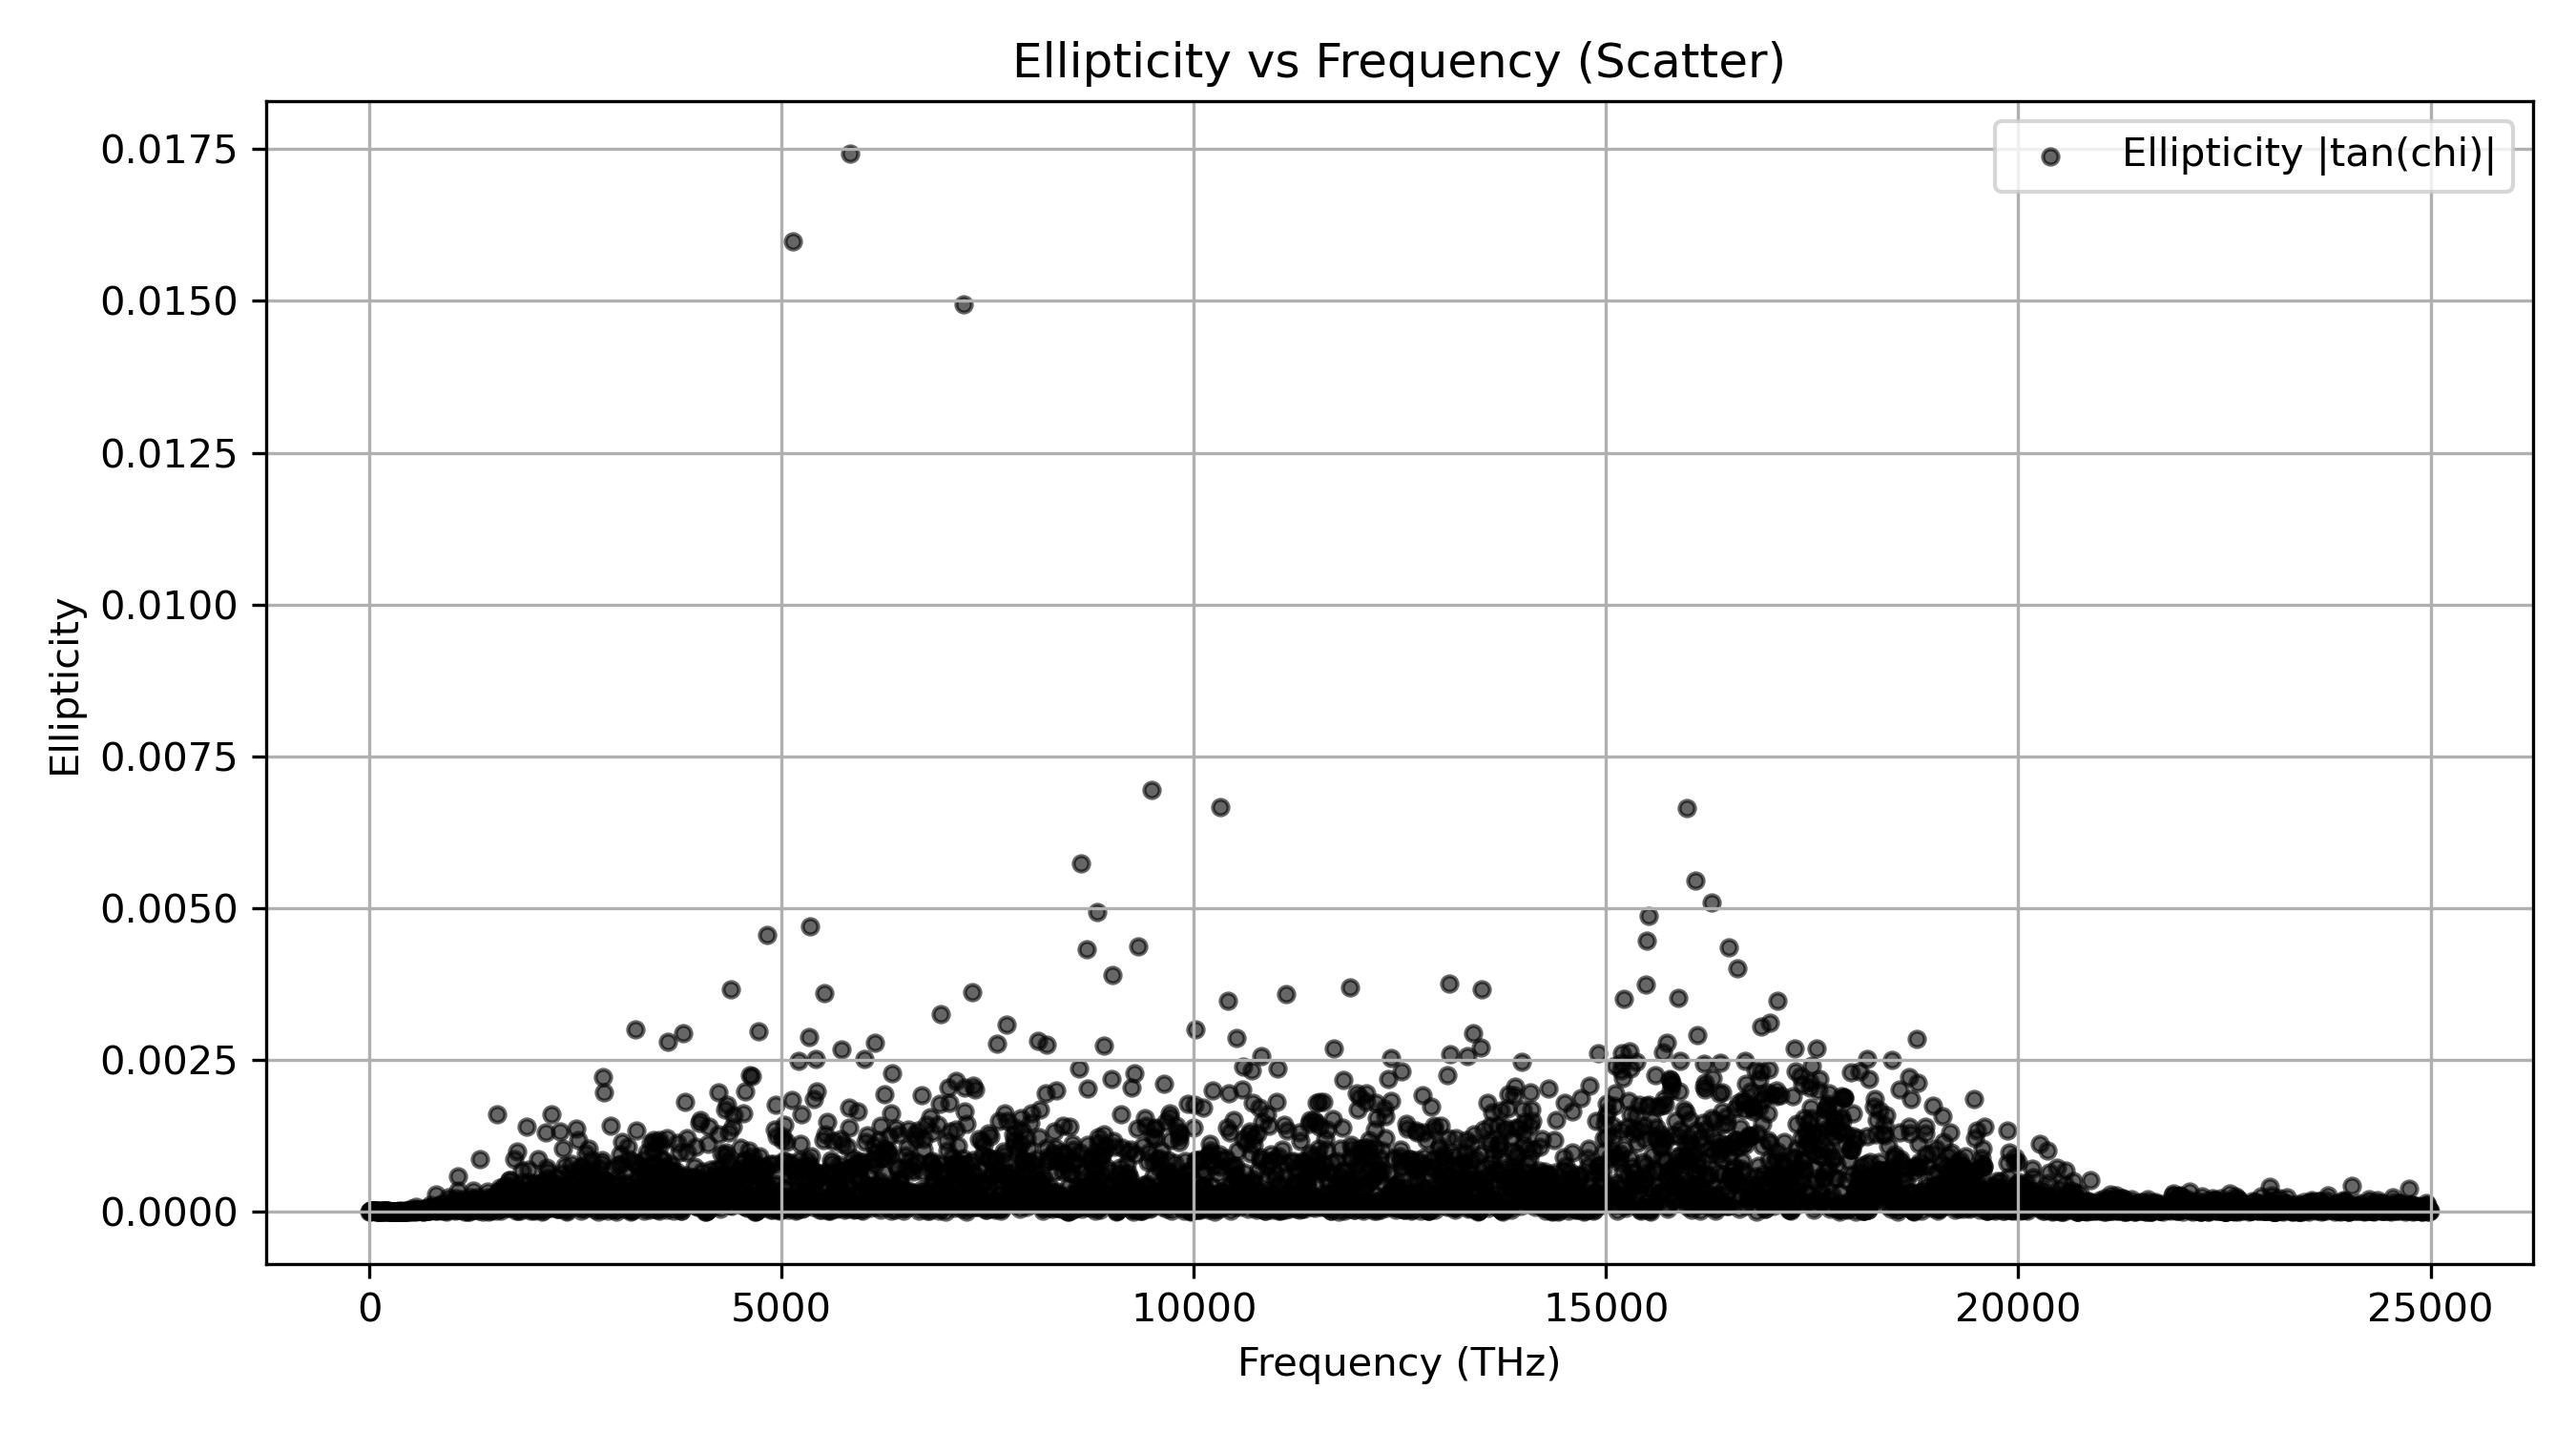 Ellipticity vs Frequency (Scatter)
Ellipticity |tan(chi)|
0.0175
0.0150
0.0125
0.0100
0.0075
0.0050
0.0025
0.0000
Ellipticity
0 5000 10000 15000 20000 25000
Frequency (THz)